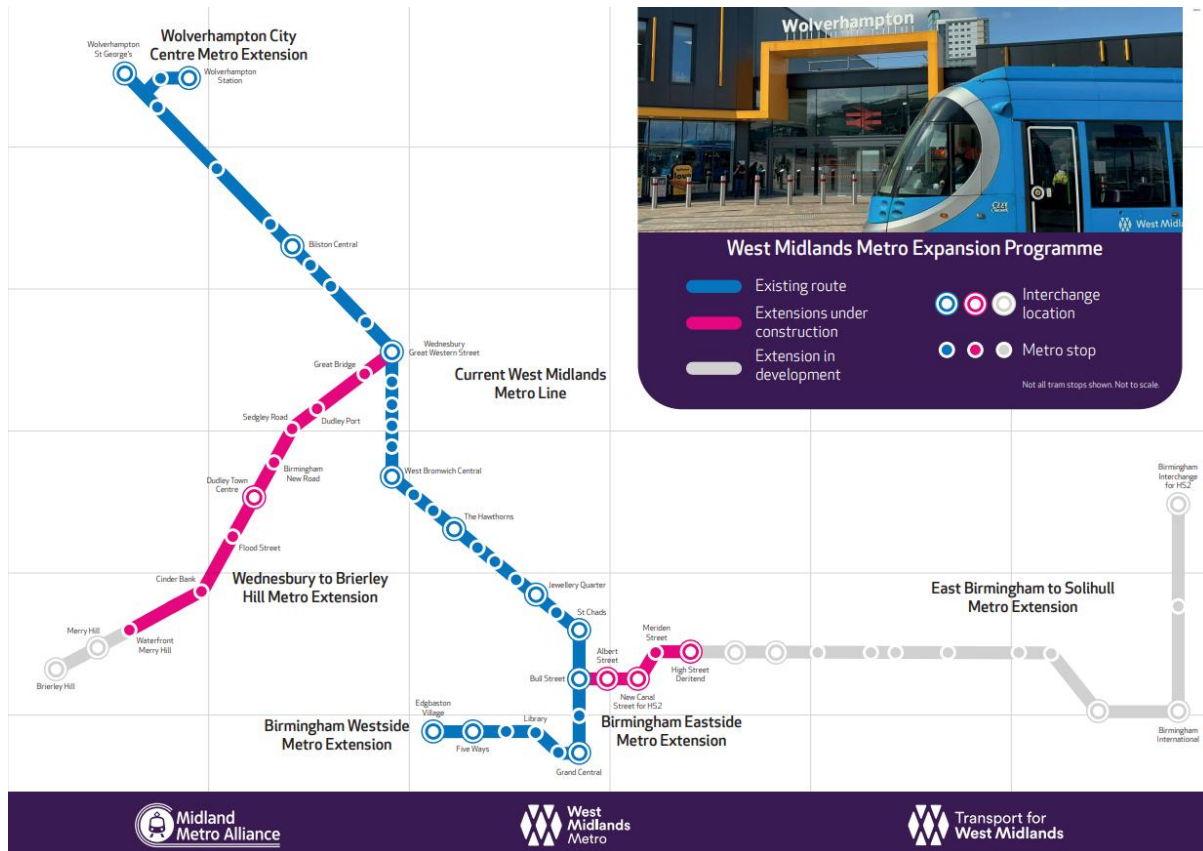 Wolverhampton City
Centre Metro Extension
Wolverhampton
St George's
Wolverhampton
Station
Bilston Central
Wednesbury
Great Western Street
Great Bridge
Current West Midlands
Metro Line
Sedgley Road
Dudley Port
Birmingham
New Road
Dudley Town
Centre
West Bromwich Central
The Hawthorns
Flood Street
Cinder Bank
Wednesbury to Brierley
Hill Metro Extension
Jewellery Quarter
St Chads
Merry Hill
Waterfront
Merry Hill
Brierley Hill
Albert
Street
Meriden
Street
Bull Street
High Street
Deritend
New Canal
Street for HS2
Edgbaston
Village
Library
Birmingham Westside
Metro Extension
Five Ways
Grand Central
Birmingham Eastside
Metro Extension
East Birmingham to Solihull
Metro Extension
Birmingham
Interchange
for HS2
Birmingham
International
Wolverhampton
West Midl
West Midlands Metro Expansion Programme
Existing route
Extensions under
construction
Extension in
development
Interchange
location
Metro stop
Not all tram stops shown. Not to scale.
Midland
Metro Alliance
West
Midlands
Metro
Transport for
West Midlands